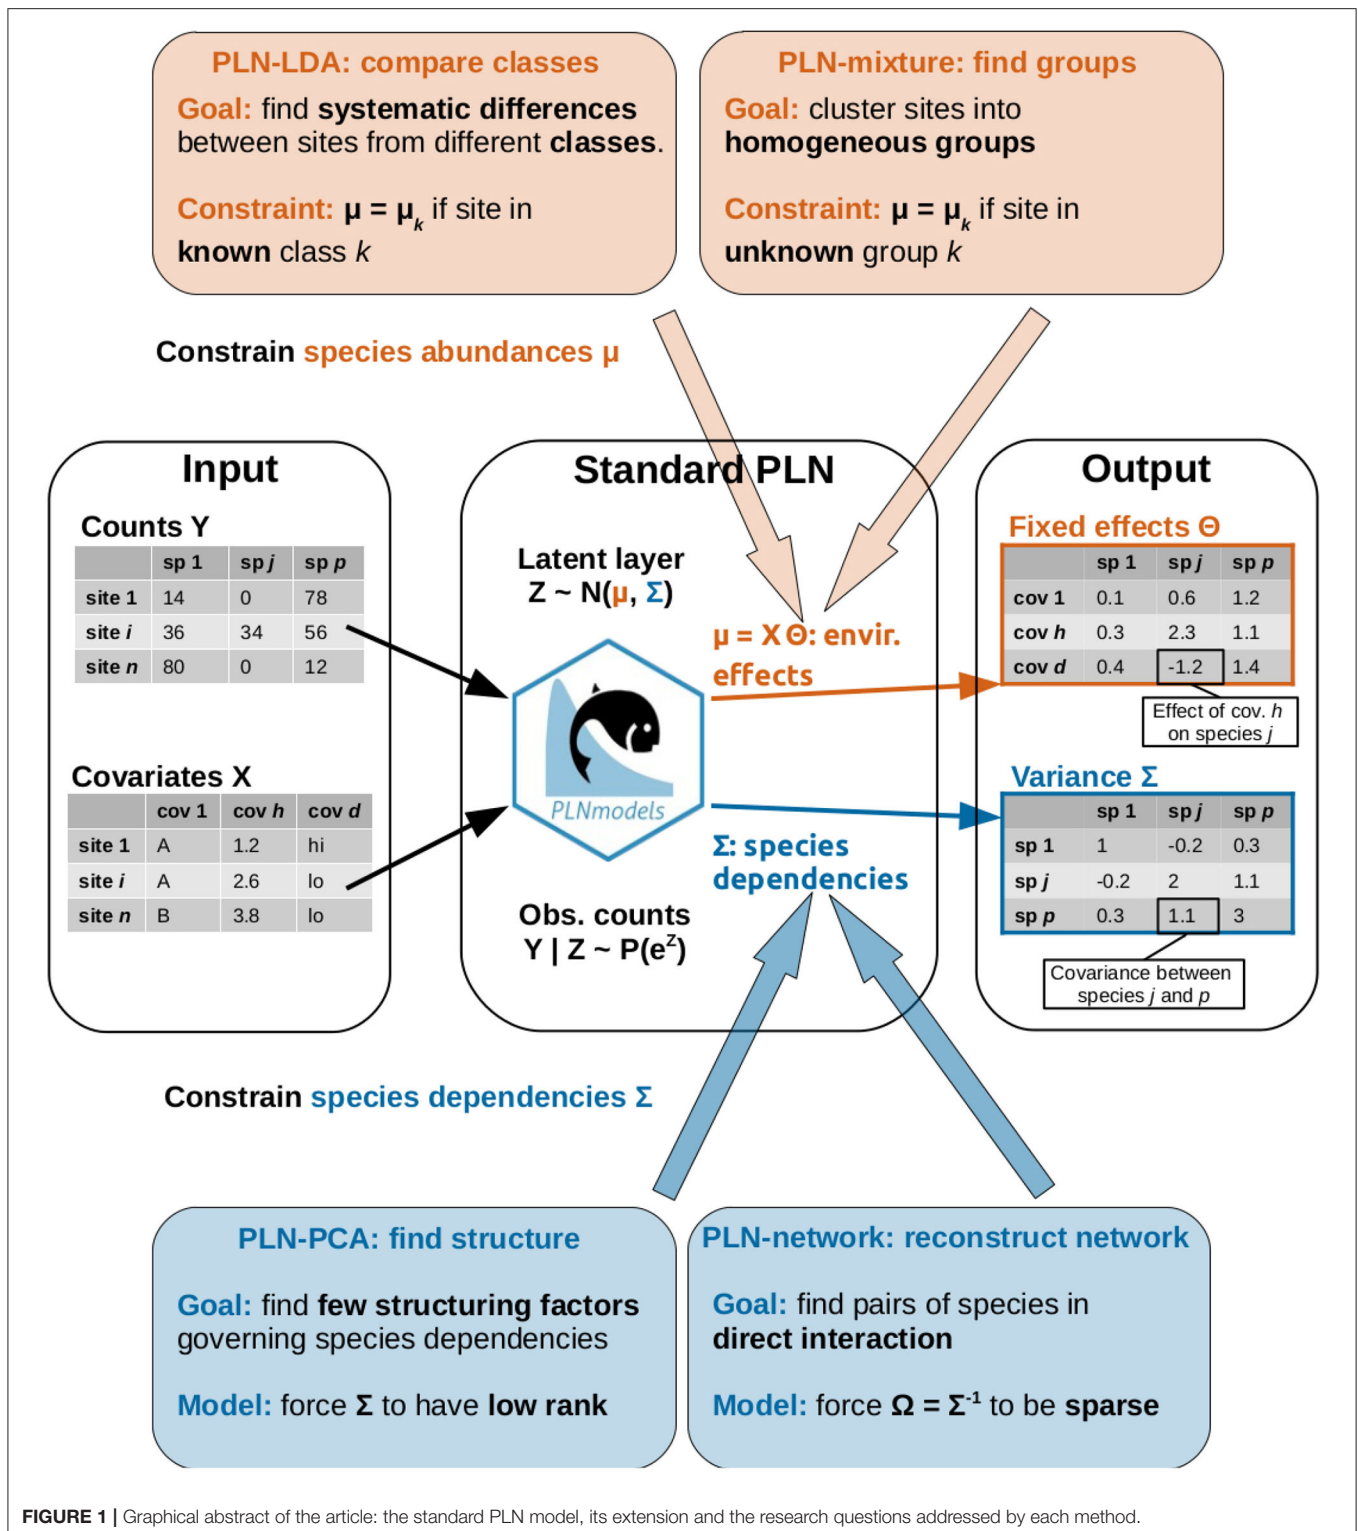 PLN-LDA: compare classes
Goal: find systematic differences
between sites from different classes.
Constraint: μ = μk if site in
known class k
PLN-mixture: find groups
Goal: cluster sites into
homogeneous groups
Constraint: μ = μk if site in
unknown group k
Constrain species abundances μ
Input
Counts Y
sp 1 sp j sp p
site 1 14 0 78
site i 36 34 56
site n 80 0 12
Covariates X
cov 1 cov h cov d
site 1 A 1.2 hi
site i A 2.6 lo
site n B 3.8 lo
Standard PLN
Latent layer
Z ~ N(μ, Σ)
μ = X Θ: envir.
effects
PLNmodels
Σ: species
dependencies
Obs. counts
Y | Z ~ P(e^Z)
Output
Fixed effects Θ
sp 1 sp j sp p
cov 1 0.1 0.6 1.2
cov h 0.3 2.3 1.1
cov d 0.4 -1.2 1.4
Effect of cov. h
on species j
Variance Σ
sp 1 sp j sp p
sp 1 1 -0.2 0.3
sp j -0.2 2 1.1
sp p 0.3 1.1 3
Covariance between
species j and p
Constrain species dependencies Σ
PLN-PCA: find structure
Goal: find few structuring factors
governing species dependencies
Model: force Σ to have low rank
PLN-network: reconstruct network
Goal: find pairs of species in
direct interaction
Model: force Ω = Σ⁻¹ to be sparse
FIGURE 1 | Graphical abstract of the article: the standard PLN model, its extension and the research questions addressed by each method.